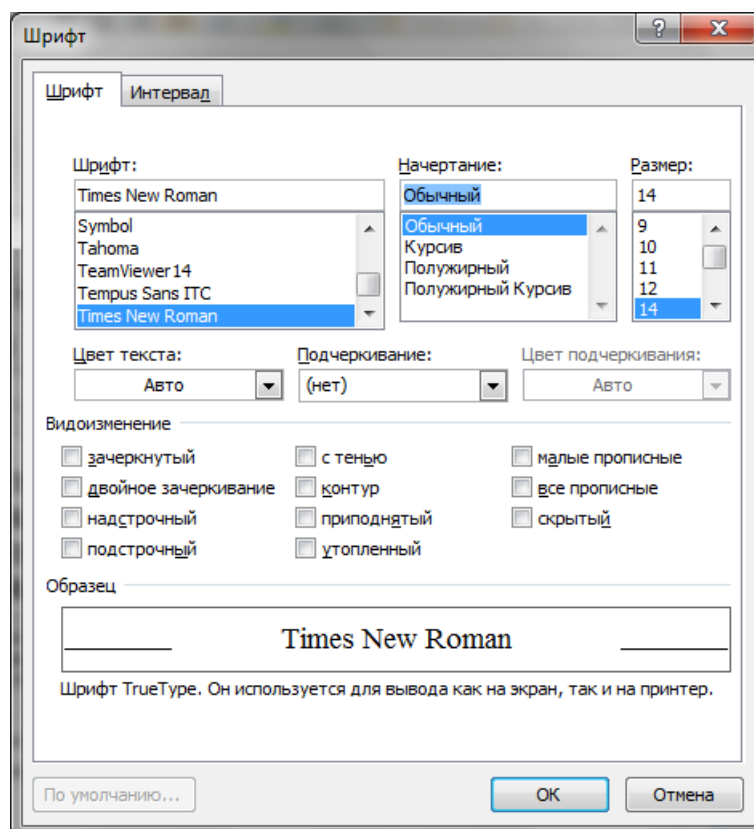 Шрифт
Шрифт Интервал
Шрифт: Начертание: Размер:
Times New Roman Обычный 14
Symbol Обычный 9
Tahoma Курсив 10
TeamViewer 14 Полужирный 11
Tempus Sans ITC Полужирный Курсив 12
Times New Roman 14
Цвет текста: Подчеркивание: Цвет подчеркивания:
Авто (нет) Авто
Видоизменение
зачеркнутый с тенью малые прописные
двойное зачеркивание контур все прописные
надстрочный приподнятый скрытый
подстрочный утопленный
Образец
Times New Roman
Шрифт TrueType. Он используется для вывода как на экран, так и на принтер.
По умолчанию... ОК Отмена